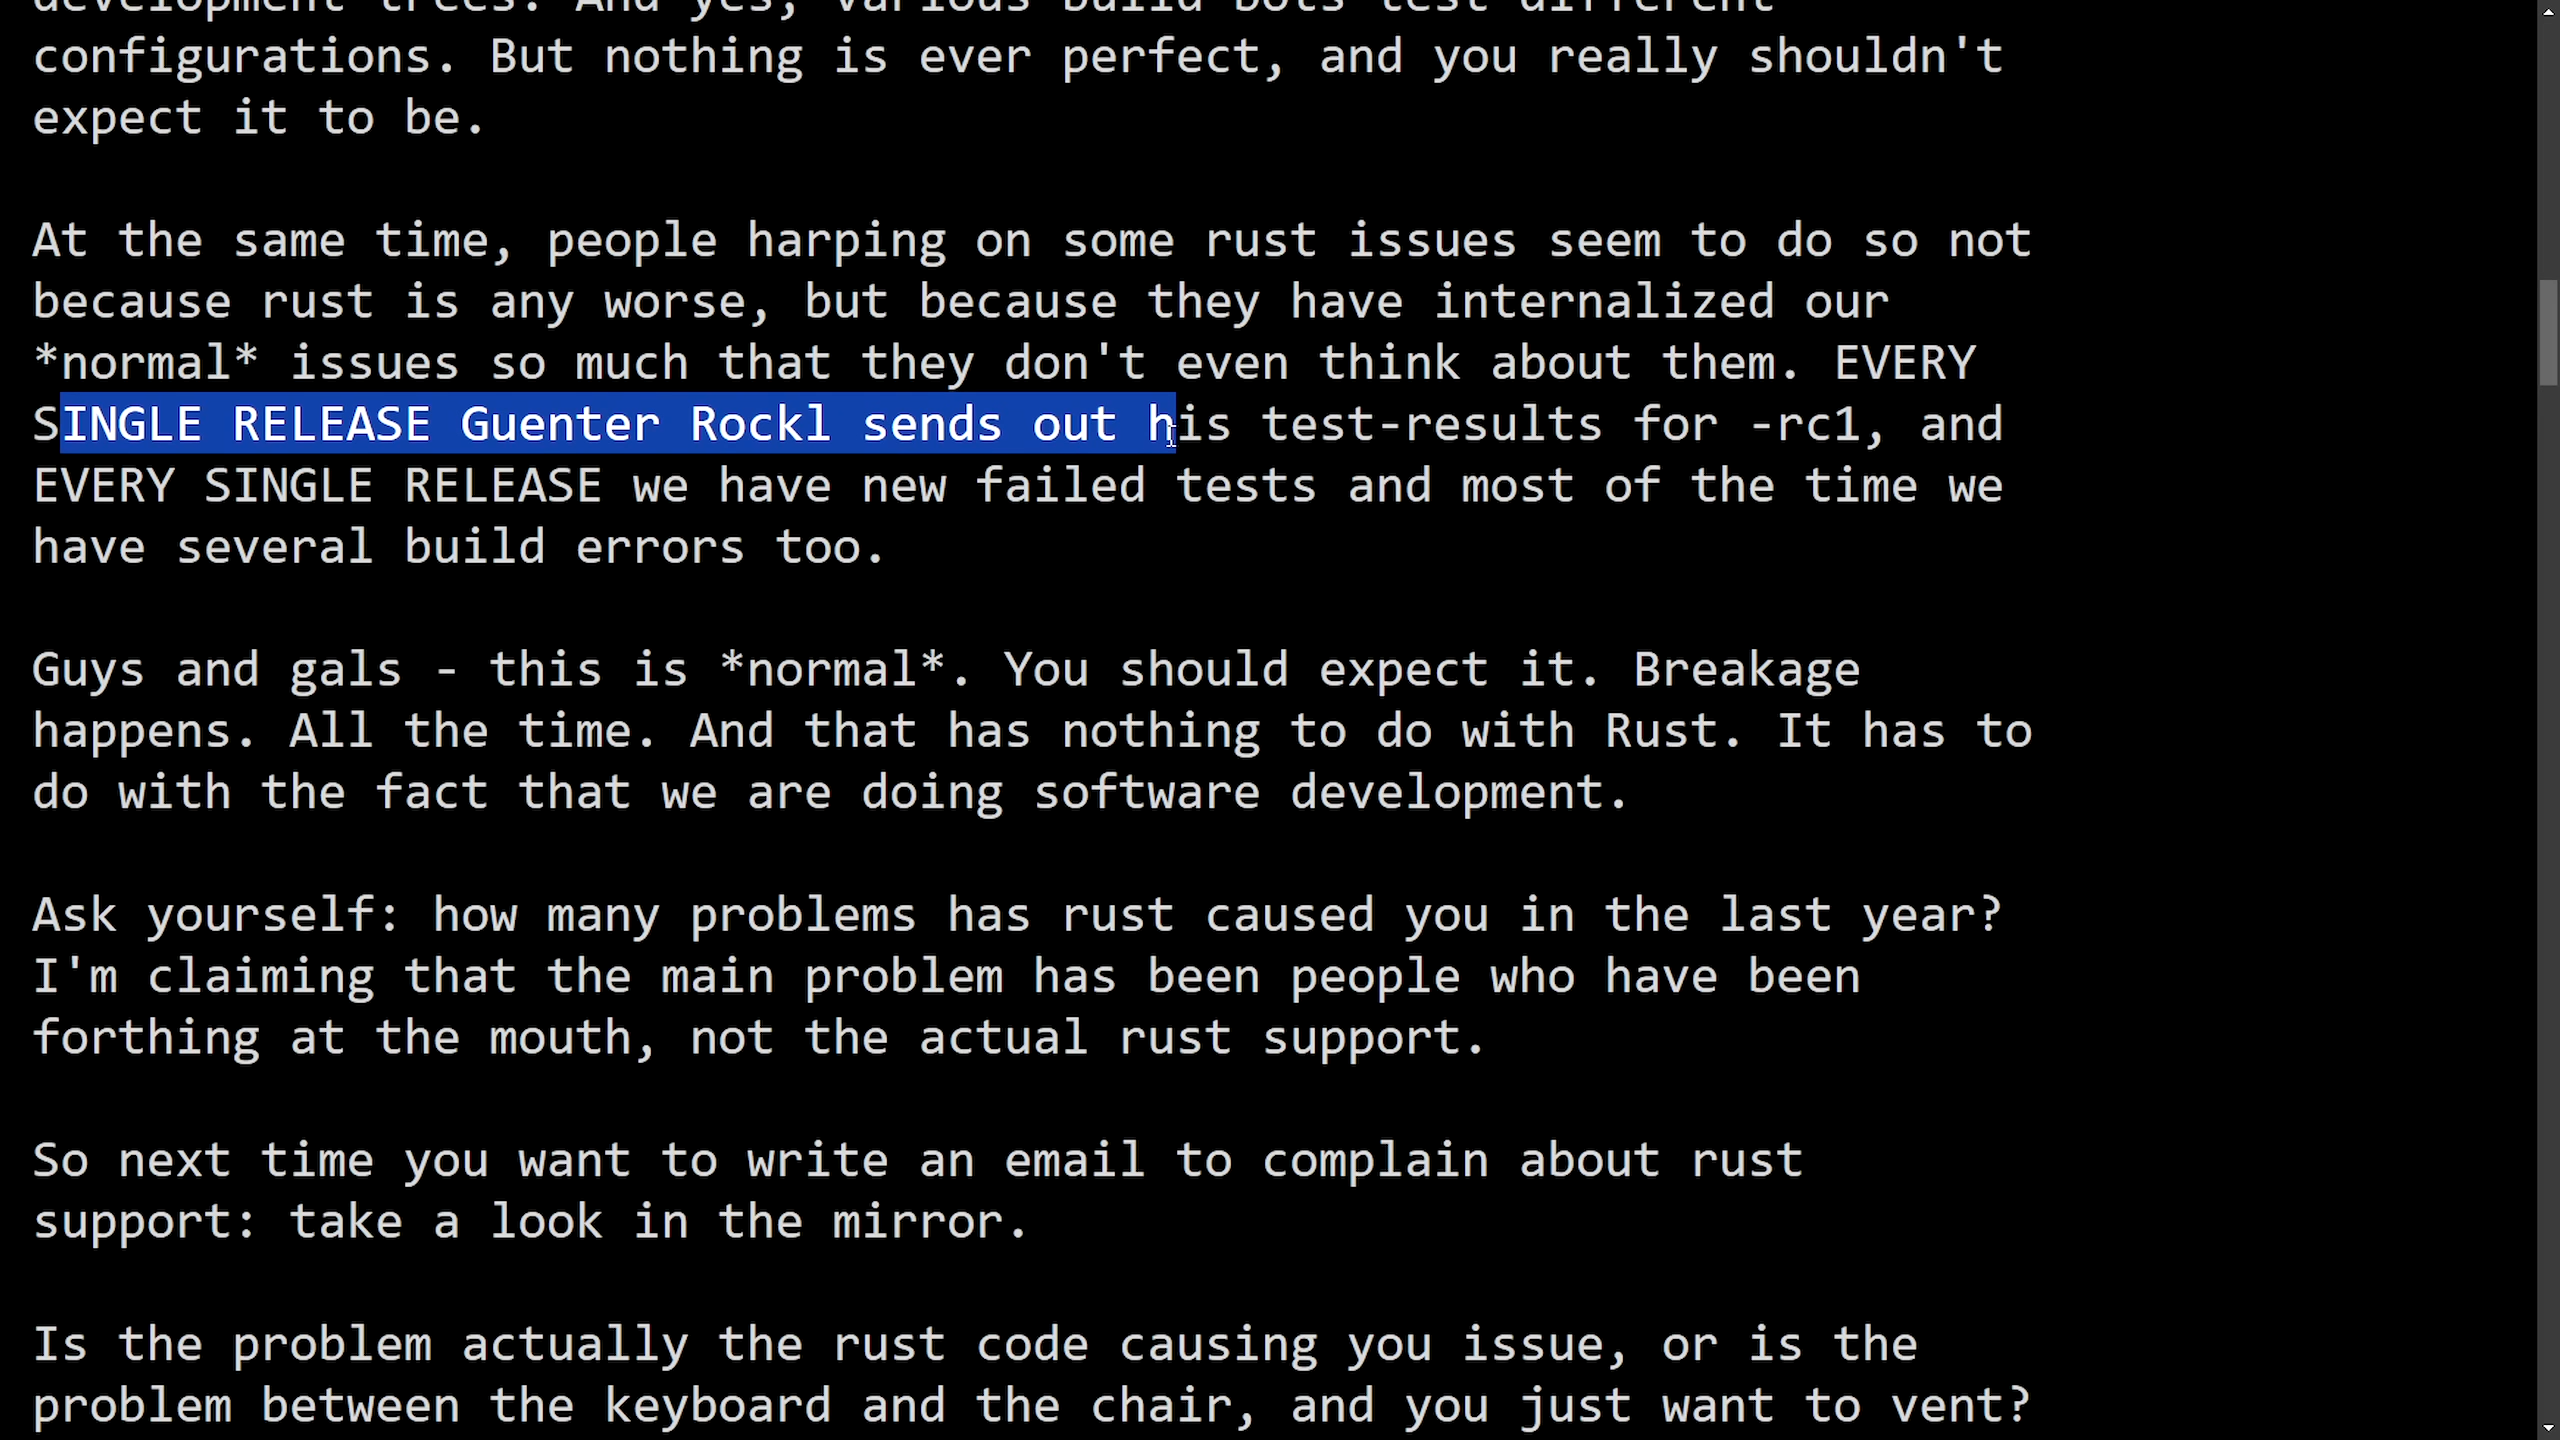 development trees. And yes, various build bots test different
configurations. But nothing is ever perfect, and you really shouldn't
expect it to be.
At the same time, people harping on some rust issues seem to do so not
because rust is any worse, but because they have internalized our
*normal* issues so much that they don't even think about them. EVERY
SINGLE RELEASE Guenter Rockl sends out his test-results for -rc1, and
EVERY SINGLE RELEASE we have new failed tests and most of the time we
have several build errors too.
Guys and gals - this is *normal*. You should expect it. Breakage
happens. All the time. And that has nothing to do with Rust. It has to
do with the fact that we are doing software development.
Ask yourself: how many problems has rust caused you in the last year?
I'm claiming that the main problem has been people who have been
forthing at the mouth, not the actual rust support.
So next time you want to write an email to complain about rust
support: take a look in the mirror.
Is the problem actually the rust code causing you issue, or is the
problem between the keyboard and the chair, and you just want to vent?